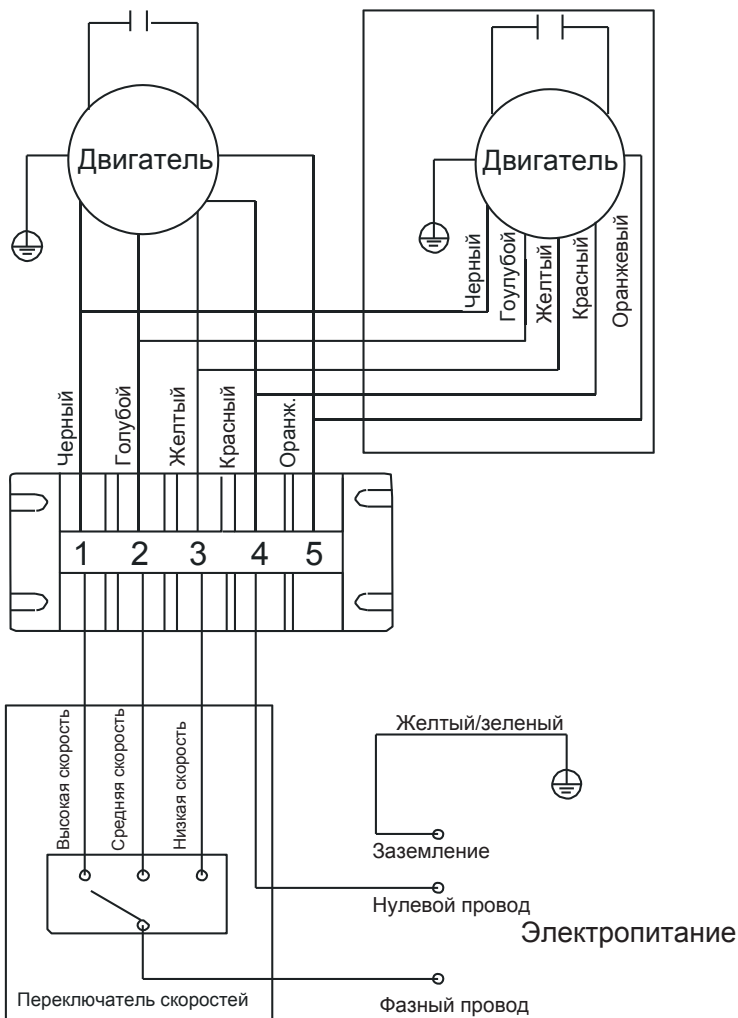 Двигатель
Двигатель
Черный
Гоулубой
Желтый
Красный
Оранжевый
Черный
Голубой
Желтый
Красный
Оранж.
1
2
3
4
5
Высокая скорость
Средняя скорость
Низкая скорость
Желтый/зеленый
Заземление
Нулевой провод
Электропитание
Переключатель скоростей
Фазный провод